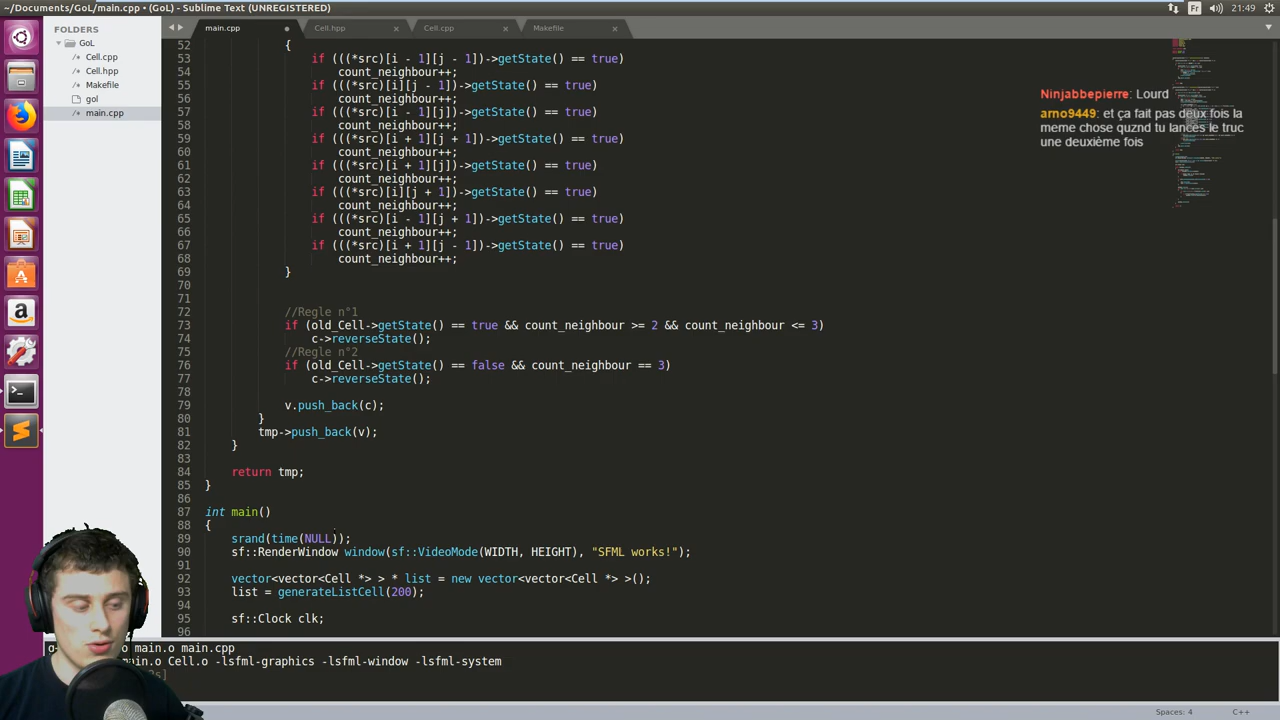 ~/Documents/GoL/main.cpp • (GoL) - Sublime Text (UNREGISTERED)
Fr
21:49
FOLDERS
GoL
Cell.cpp
Cell.hpp
Makefile
gol
main.cpp
main.cpp
Cell.hpp
Cell.cpp
Makefile
52 {
53 if (((*src)[i - 1][j - 1])->getState() == true)
54 count_neighbour++;
55 if (((*src)[i][j - 1])->getState() == true)
56 count_neighbour++;
57 if (((*src)[i - 1][j])->getState() == true)
58 count_neighbour++;
59 if (((*src)[i + 1][j])->getState() == true)
60 count_neighbour++;
61 if (((*src)[i + 1][j + 1])->getState() == true)
62 count_neighbour++;
63 if (((*src)[i][j + 1])->getState() == true)
64 count_neighbour++;
65 if (((*src)[i - 1][j + 1])->getState() == true)
66 count_neighbour++;
67 if (((*src)[i + 1][j - 1])->getState() == true)
68 count_neighbour++;
69 }
70
71
72 //Regle n°1
73 if (old_Cell->getState() == true && count_neighbour >= 2 && count_neighbour <= 3)
74 c->reverseState();
75 //Regle n°2
76 if (old_Cell->getState() == false && count_neighbour == 3)
77 c->reverseState();
78
79 v.push_back(c);
80 }
81 tmp->push_back(v);
82 }
83
84 return tmp;
85 }
86
87 int main()
88 {
89 srand(time(NULL));
90 sf::RenderWindow window(sf::VideoMode(WIDTH, HEIGHT), "SFML works!");
91
92 vector<vector<Cell *> > * list = new vector<vector<Cell *> >();
93 list = generateListCell(200);
94
95 sf::Clock clk;
96
Ninjabbepierre: Lourd
arno9449: et ça fait pas deux fois la
meme chose quznd tu lances le truc
une deuxième fois
main.o main.cpp
main.o Cell.o -lsfml-graphics -lsfml-window -lsfml-system
Spaces: 4
C++